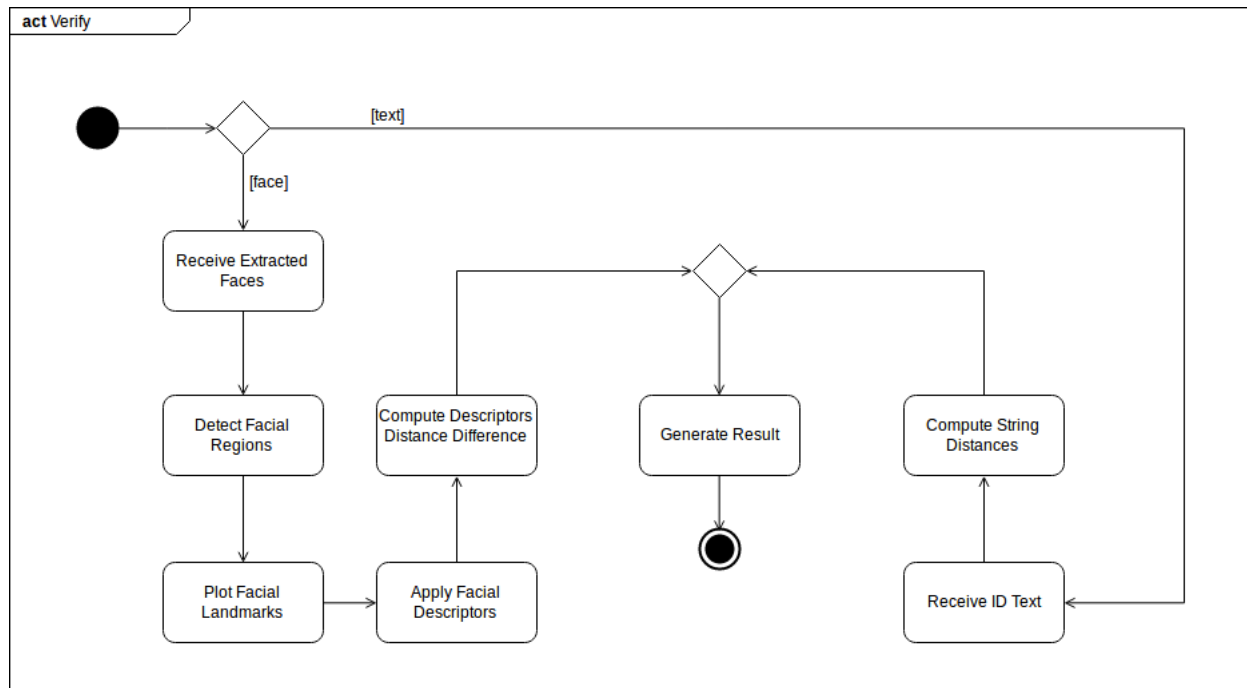 act Verify
[text]
[face]
Receive Extracted
Faces
Detect Facial
Regions
Compute Descriptors
Distance Difference
Generate Result
Compute String
Distances
Plot Facial
Landmarks
Apply Facial
Descriptors
Receive ID Text